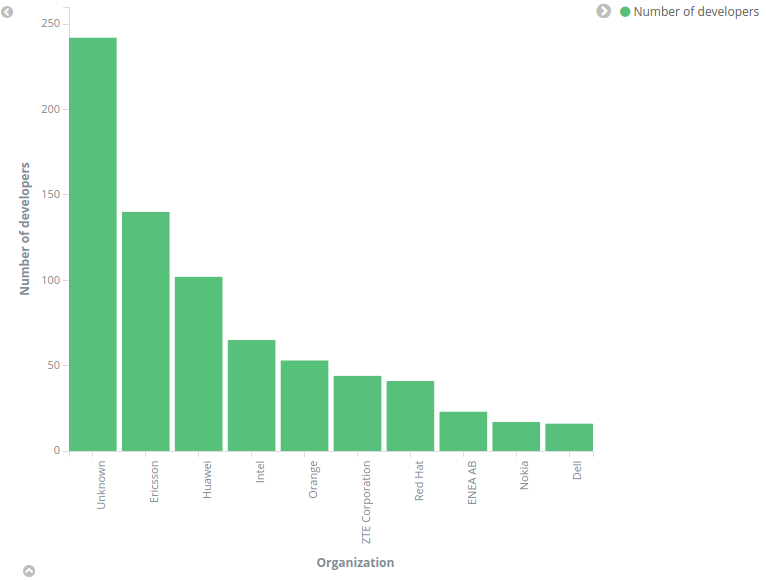 Number of developers
Number of developers
250
200
150
100
50
0
Unknown
Ericsson
Huawei
Intel
Orange
ZTE Corporation
Red Hat
ENEA AB
Nokia
Dell
Organization